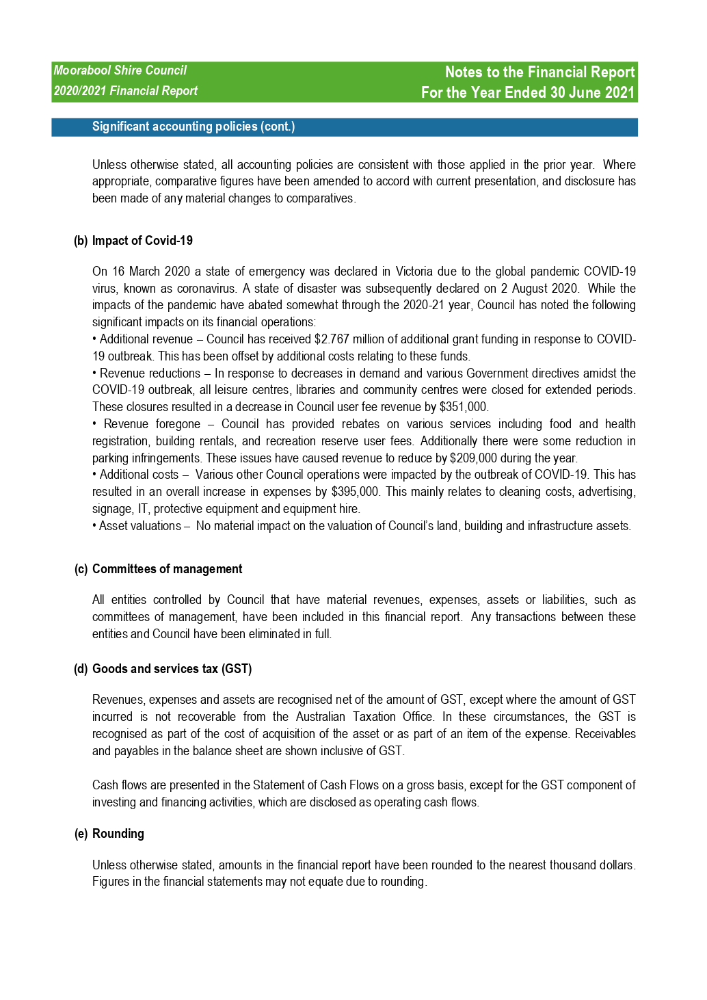 Moorabool Shire Council
2020/2021 Financial Report
Notes to the Financial Report
For the Year Ended 30 June 2021
Significant accounting policies (cont.)
Unless otherwise stated, all accounting policies are consistent with those applied in the prior year.  Where
appropriate, comparative figures have been amended to accord with current presentation, and disclosure has
been made of any material changes to comparatives.
(b) Impact of Covid-19
On 16 March 2020 a state of emergency was declared in Victoria due to the global pandemic COVID-19
virus, known as coronavirus. A state of disaster was subsequently declared on 2 August 2020.  While the
impacts of the pandemic have abated somewhat through the 2020-21 year, Council has noted the following
significant impacts on its financial operations:
• Additional revenue – Council has received $2.767 million of additional grant funding in response to COVID-
19 outbreak. This has been offset by additional costs relating to these funds.
• Revenue reductions – In response to decreases in demand and various Government directives amidst the
COVID-19 outbreak, all leisure centres, libraries and community centres were closed for extended periods.
These closures resulted in a decrease in Council user fee revenue by $351,000.
• Revenue foregone – Council has provided rebates on various services including food and health
registration, building rentals, and recreation reserve user fees. Additionally there were some reduction in
parking infringements. These issues have caused revenue to reduce by $209,000 during the year.
• Additional costs –  Various other Council operations were impacted by the outbreak of COVID-19. This has
resulted in an overall increase in expenses by $395,000. This mainly relates to cleaning costs, advertising,
signage, IT, protective equipment and equipment hire.
• Asset valuations –  No material impact on the valuation of Council’s land, building and infrastructure assets.
(c) Committees of management
All entities controlled by Council that have material revenues, expenses, assets or liabilities, such as
committees of management, have been included in this financial report.  Any transactions between these
entities and Council have been eliminated in full.
(d) Goods and services tax (GST)
Revenues, expenses and assets are recognised net of the amount of GST, except where the amount of GST
incurred is not recoverable from the Australian Taxation Office. In these circumstances, the GST is
recognised as part of the cost of acquisition of the asset or as part of an item of the expense. Receivables
and payables in the balance sheet are shown inclusive of GST.
Cash flows are presented in the Statement of Cash Flows on a gross basis, except for the GST component of
investing and financing activities, which are disclosed as operating cash flows.
(e) Rounding
Unless otherwise stated, amounts in the financial report have been rounded to the nearest thousand dollars.
Figures in the financial statements may not equate due to rounding.